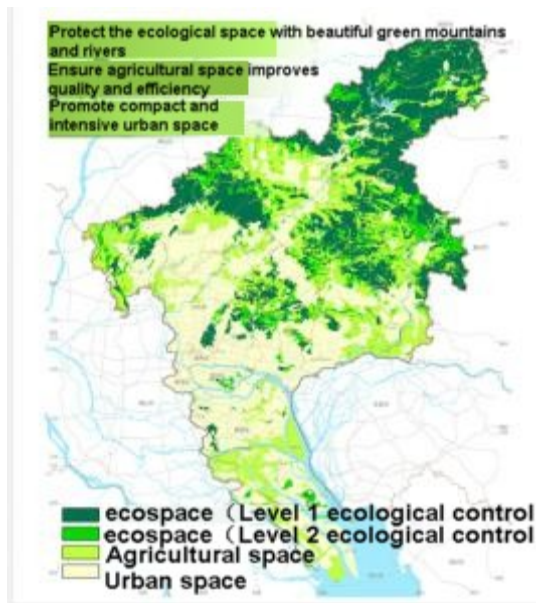 Protect the ecological space with beautiful green mountains
and rivers
Ensure agricultural space improves
quality and efficiency
Promote compact and
intensive urban space
ecospace（Level 1 ecological control
ecospace（Level 2 ecological control
Agricultural space
Urban space